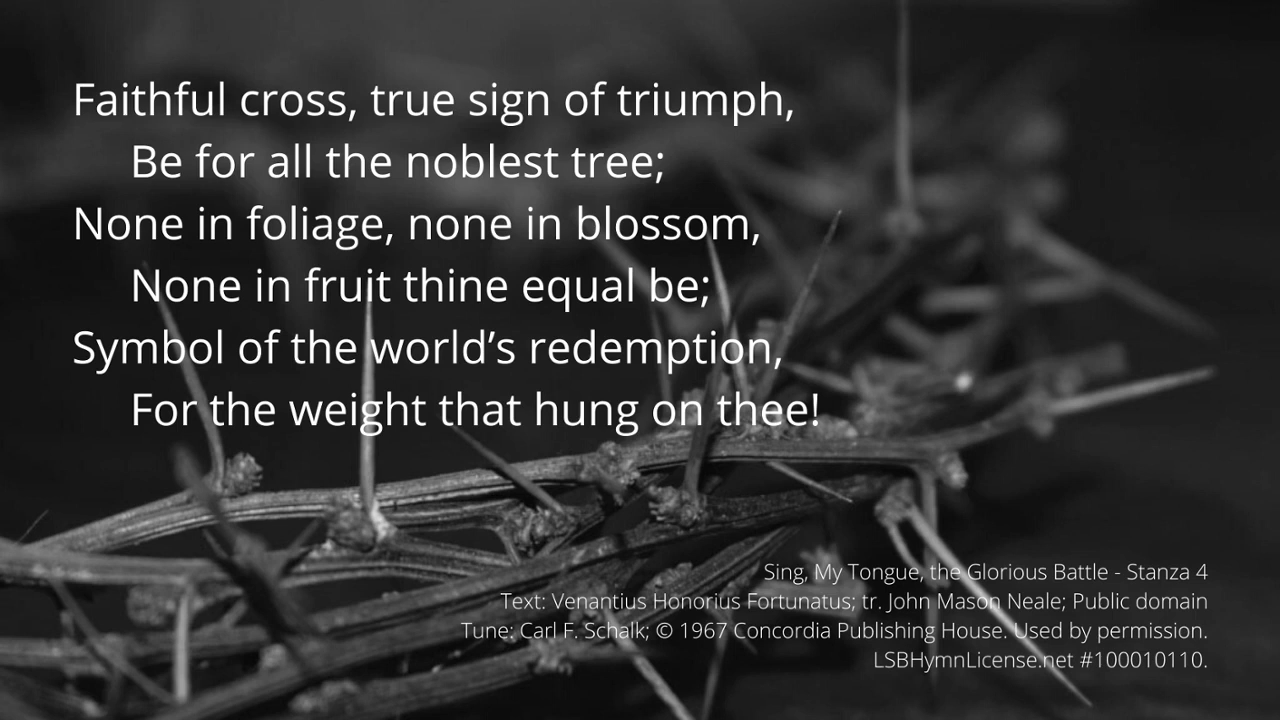 Faithful cross, true sign of triumph,
Be for all the noblest tree;
None in foliage, none in blossom,
None in fruit thine equal be;
Symbol of the world’s redemption,
For the weight that hung on thee!
Sing, My Tongue, the Glorious Battle - Stanza 4
Text: Venantius Honorius Fortunatus; tr. John Mason Neale; Public domain
Tune: Carl F. Schalk; © 1967 Concordia Publishing House. Used by permission.
LSBHymnLicense.net #100010110.